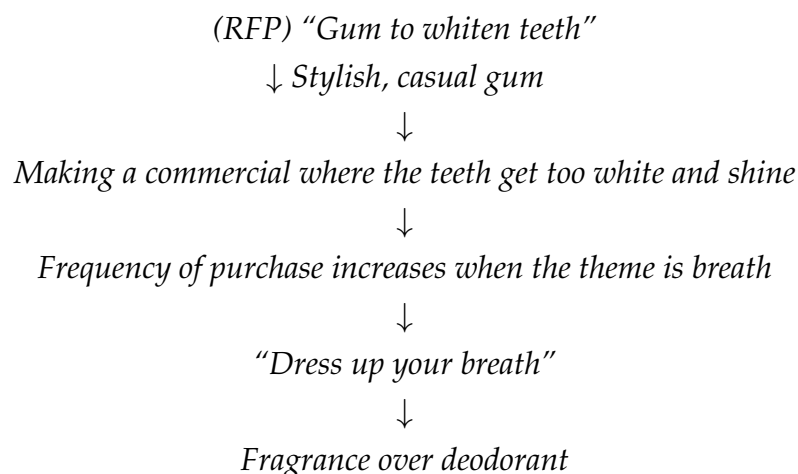 (RFP) “Gum to whiten teeth”
↓ Stylish, casual gum
↓
Making a commercial where the teeth get too white and shine
↓
Frequency of purchase increases when the theme is breath
↓
“Dress up your breath”
↓
Fragrance over deodorant